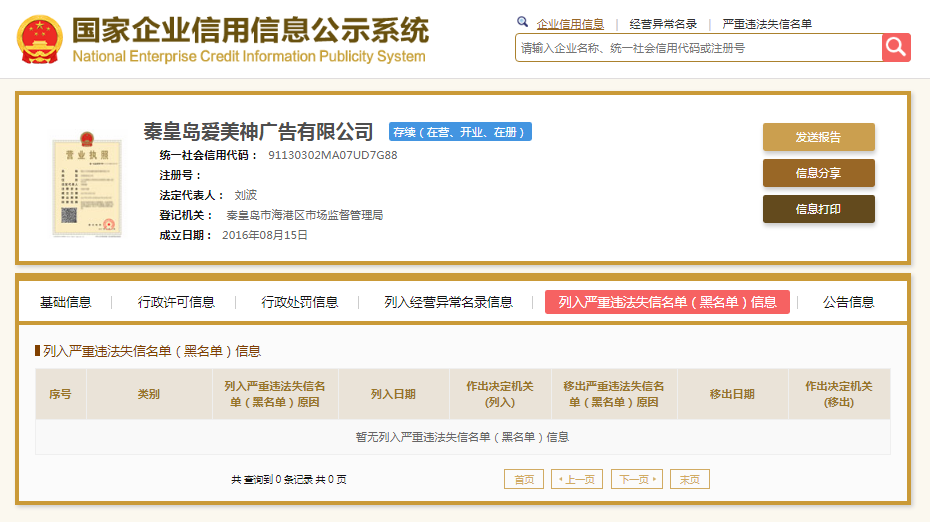 国家企业信用信息公示系统
National Enterprise Credit Information Publicity System
企业信用信息 | 经营异常名录 | 严重违法失信名单
请输入企业名称、统一社会信用代码或注册号
营业执照
秦皇岛爱美神广告有限公司 存续（在营、开业、在册）
统一社会信用代码： 91130302MA07UD7G88
注册号：
法定代表人： 刘波
登记机关： 秦皇岛市海港区市场监督管理局
成立日期： 2016年08月15日
发送报告
信息分享
信息打印
基础信息 | 行政许可信息 | 行政处罚信息 | 列入经营异常名录信息 | 列入严重违法失信名单（黑名单）信息 | 公告信息
列入严重违法失信名单（黑名单）信息
序号 类别 列入严重违法失信名单（黑名单）原因 列入日期 作出决定机关(列入) 移出严重违法失信名单（黑名单）原因 移出日期 作出决定机关(移出)
暂无列入严重违法失信名单（黑名单）信息
共 查询到 0 条记录 共 0 页 首页 上一页 下一页 末页